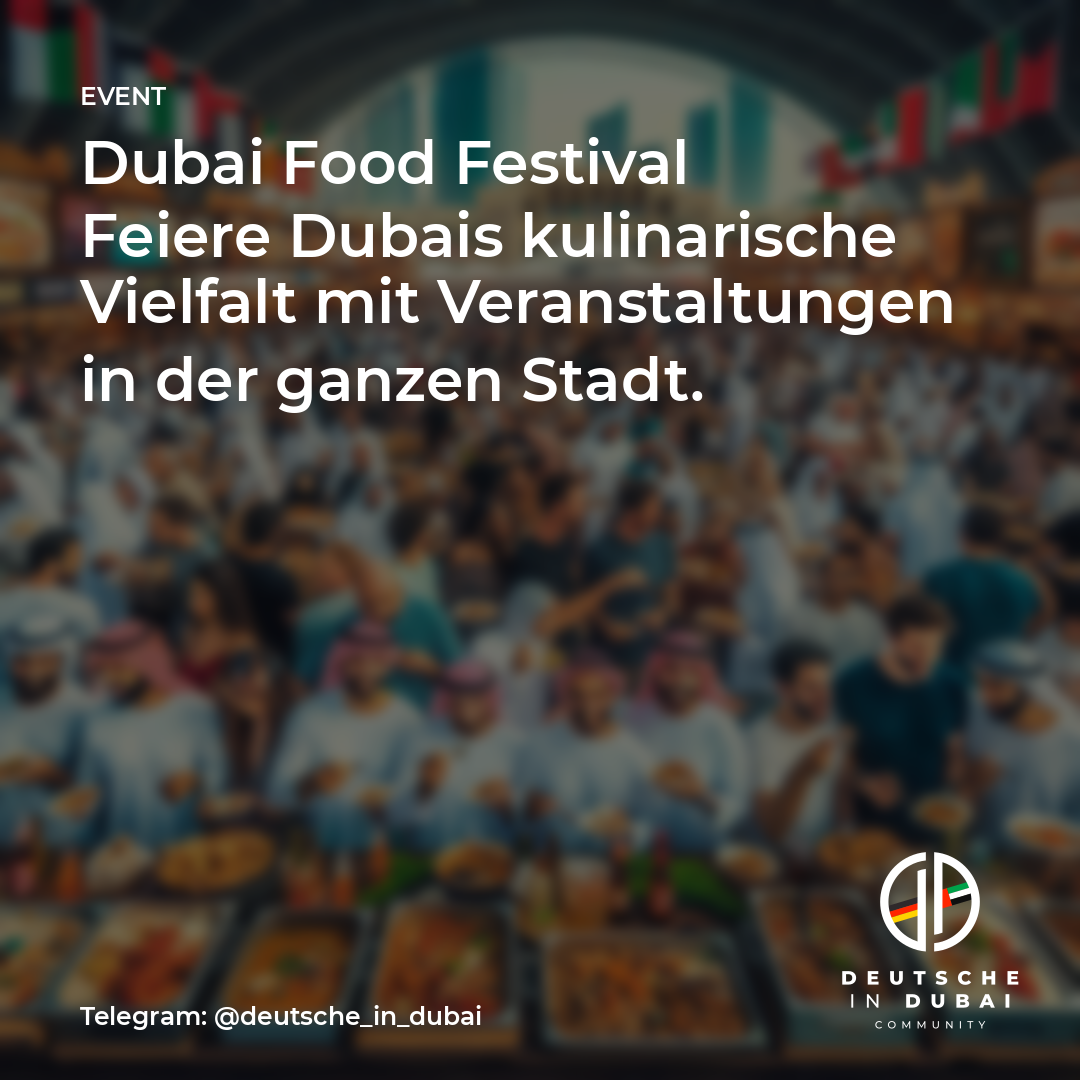 EVENT
Dubai Food Festival
Feiere Dubais kulinarische
Vielfalt mit Veranstaltungen
in der ganzen Stadt.
DEUTSCHE
IN DUBAI
COMMUNITY
Telegram: @deutsche_in_dubai